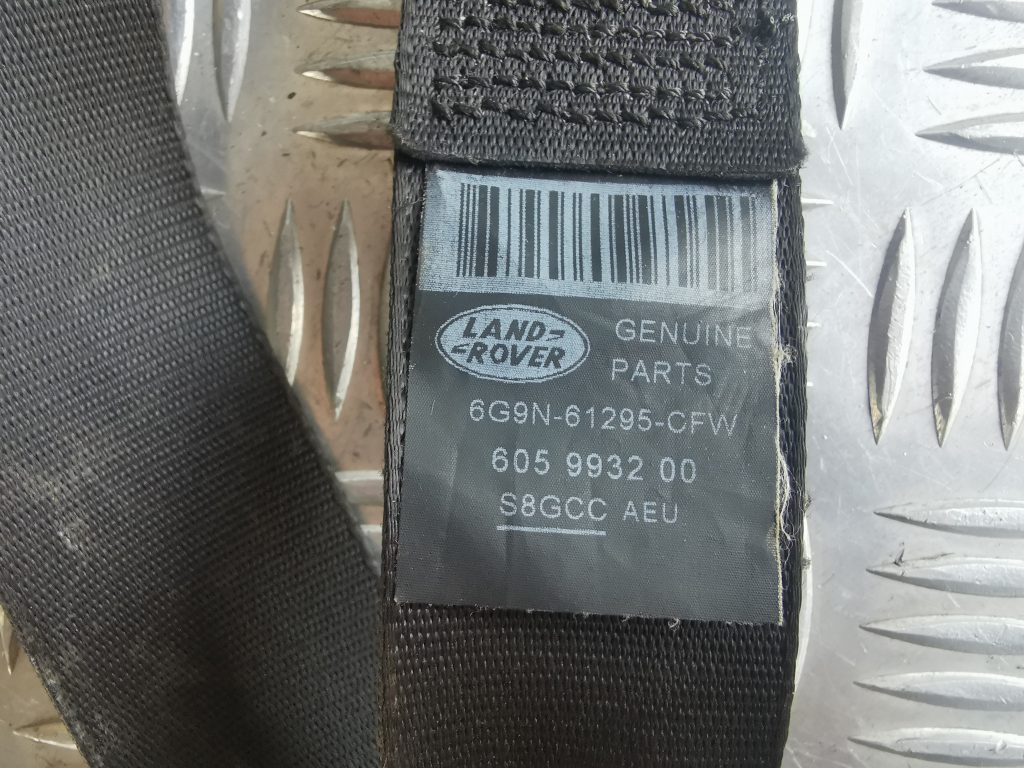 LAND
ROVER
GENUINE
PARTS
6G9N-61295-CFW
605 9932 00
S8GCC AEU